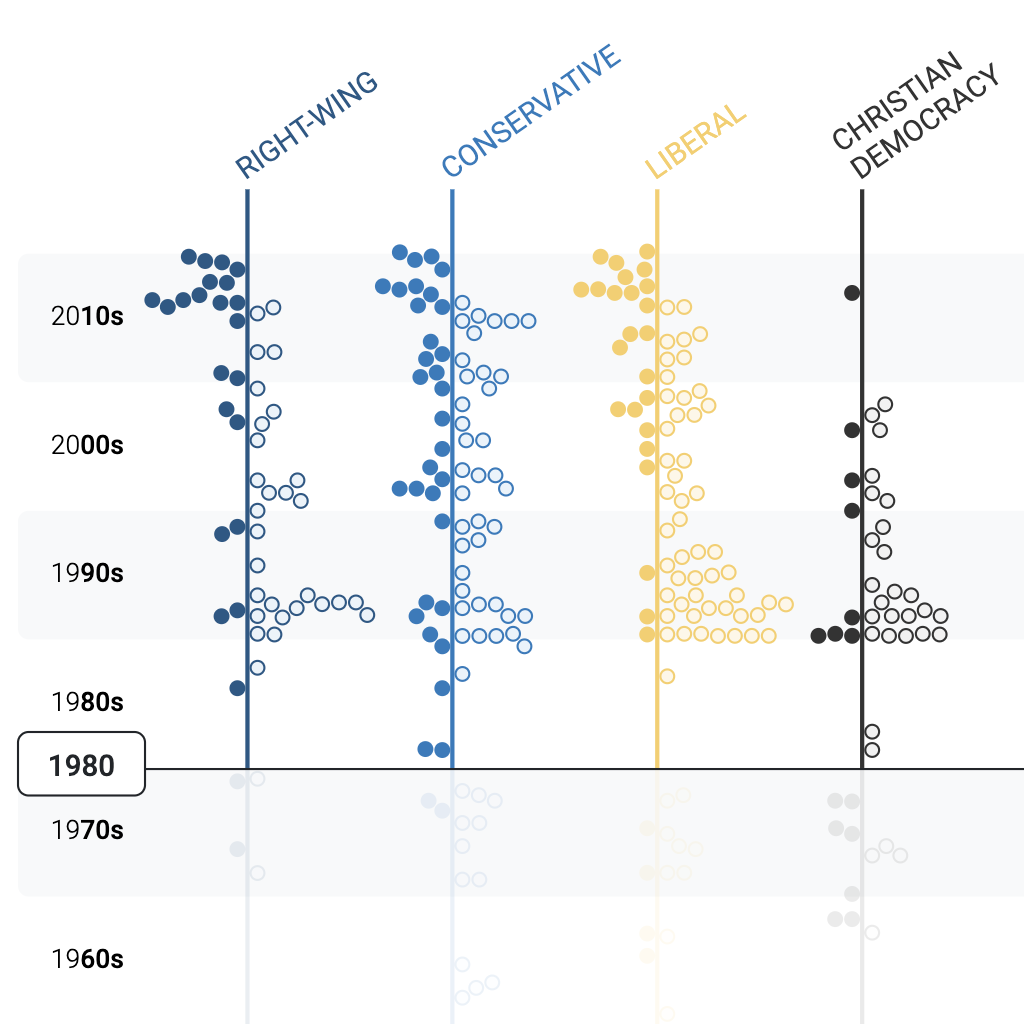 RIGHT-WING
CONSERVATIVE
LIBERAL
CHRISTIAN
DEMOCRACY
2010s
2000s
1990s
1980s
1980
1970s
1960s